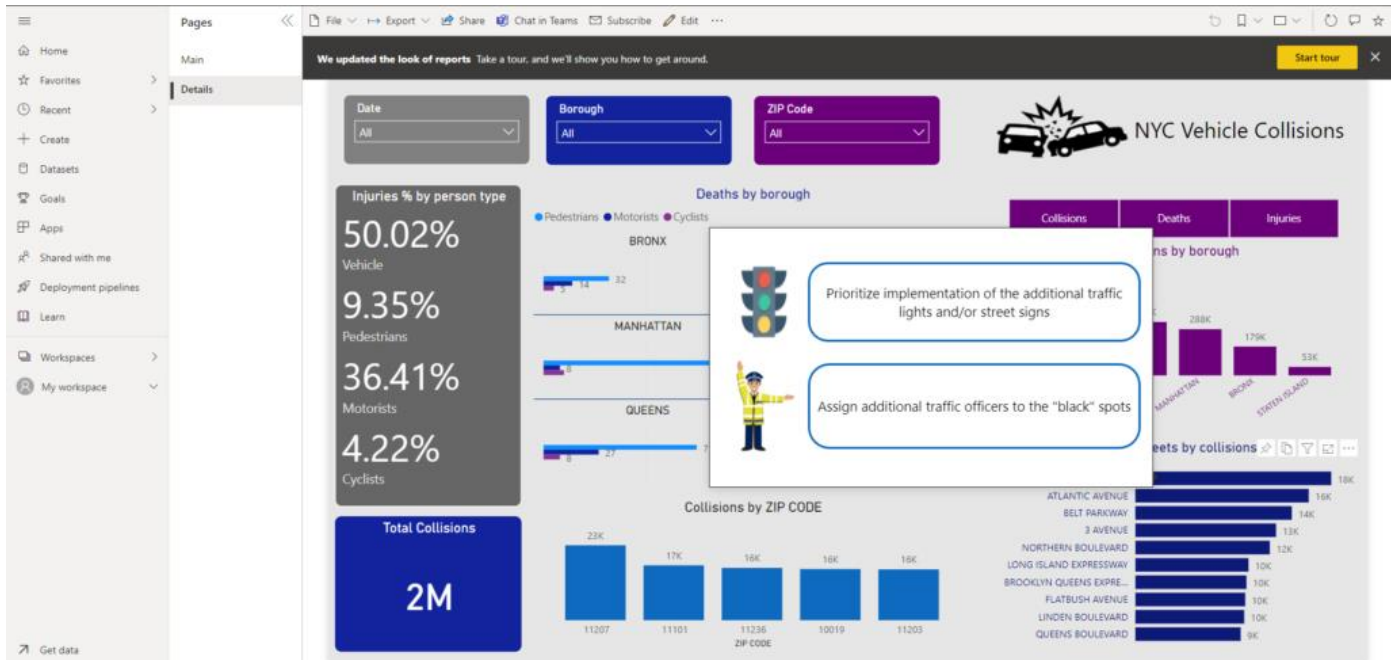 Home
Favorites
Recent
Create
Datasets
Goals
Apps
Shared with me
Deployment pipelines
Learn
Workspaces
My workspace
Get data
Pages
Main
Details
File
Export
Share
Chat in Teams
Subscribe
Edit
We updated the look of reports Take a tour, and we'll show you how to get around.
Start tour
Date
All
Borough
All
ZIP Code
All
NYC Vehicle Collisions
Injuries % by person type
50.02%
Vehicle
9.35%
Pedestrians
36.41%
Motorists
4.22%
Cyclists
Total Collisions
2M
Deaths by borough
Pedestrians Motorists Cyclists
BRONX
32
14
5
MANHATTAN
8
QUEENS
27
8
Collisions by ZIP CODE
23K 17K 16K 16K 16K
11207 11101 11236 10019 11203
ZIP CODE
Prioritize implementation of the additional traffic
lights and/or street signs
Assign additional traffic officers to the "black" spots
Collisions Deaths Injuries
ns by borough
288K
179K
53K
MANHATTAN BRONX STATEN ISLAND
eets by collisions
18K
ATLANTIC AVENUE 16K
BELT PARKWAY 14K
3 AVENUE 13K
NORTHERN BOULEVARD 12K
LONG ISLAND EXPRESSWAY 10K
BROOKLYN QUEENS EXPRE... 10K
FLATBUSH AVENUE 10K
LINDEN BOULEVARD 10K
QUEENS BOULEVARD 9K